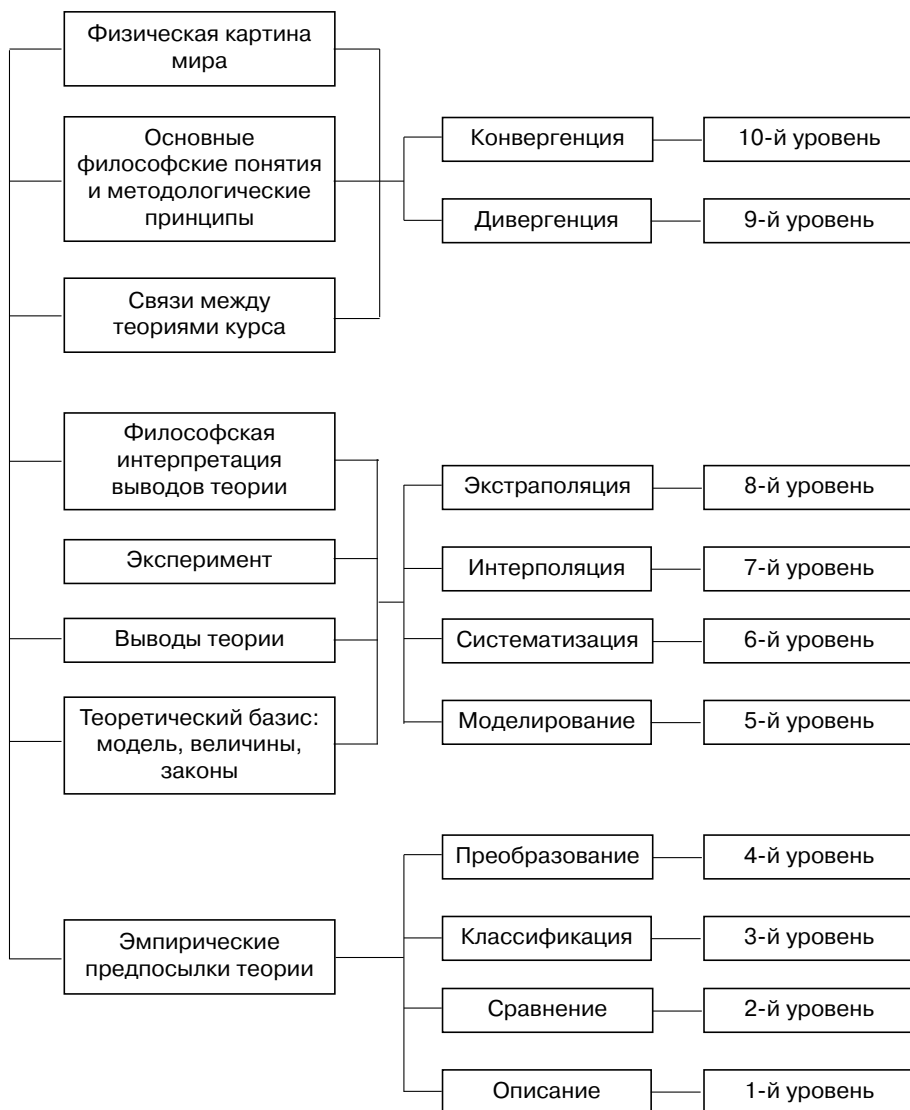 Физическая картина
мира
Основные
философские понятия
и методологические
принципы
Конвергенция
10-й уровень
Дивергенция
9-й уровень
Связи между
теориями курса
Философская
интерпретация
выводов теории
Экстраполяция
8-й уровень
Эксперимент
Интерполяция
7-й уровень
Выводы теории
Систематизация
6-й уровень
Теоретический базис:
модель, величины,
законы
Моделирование
5-й уровень
Преобразование
4-й уровень
Эмпирические
предпосылки теории
Классификация
3-й уровень
Сравнение
2-й уровень
Описание
1-й уровень